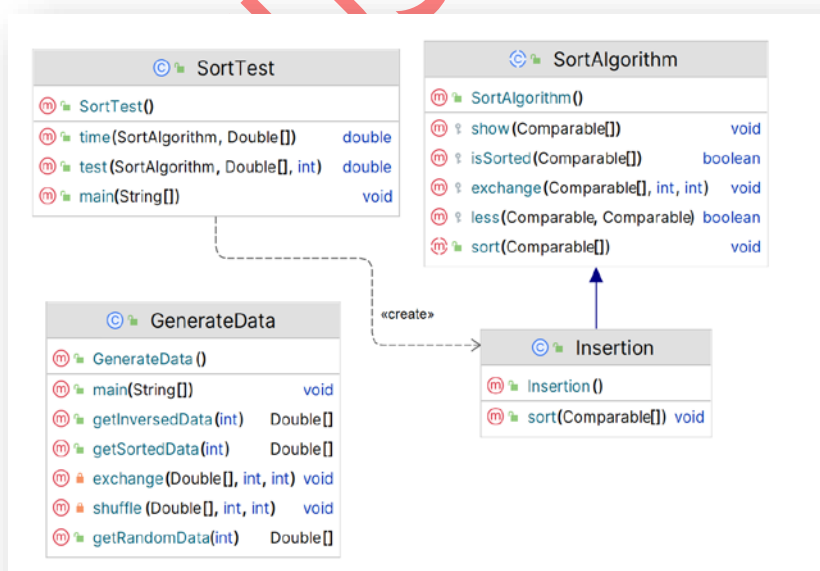 SortTest
SortTest()
time(SortAlgorithm, Double[]) double
test(SortAlgorithm, Double[], int) double
main(String[]) void
SortAlgorithm
SortAlgorithm()
show(Comparable[]) void
isSorted(Comparable[]) boolean
exchange(Comparable[], int, int) void
less(Comparable, Comparable) boolean
sort(Comparable[]) void
«create»
GenerateData
GenerateData()
main(String[]) void
getInversedData(int) Double[]
getSortedData(int) Double[]
exchange(Double[], int, int) void
shuffle(Double[], int, int) void
getRandomData(int) Double[]
Insertion
Insertion()
sort(Comparable[]) void